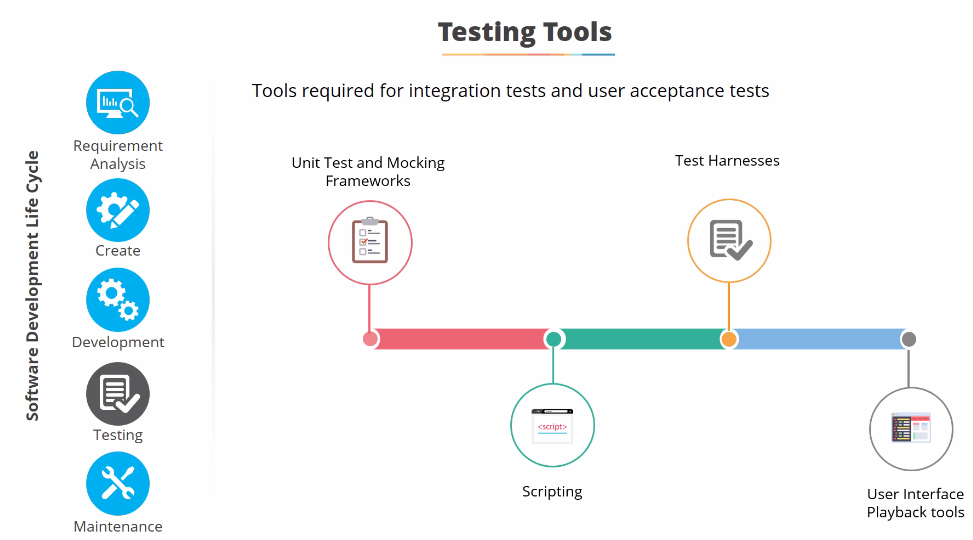 Testing Tools
Tools required for integration tests and user acceptance tests
Software Development Life Cycle
Requirement
Analysis
Create
Development
Testing
Maintenance
Unit Test and Mocking
Frameworks
Test Harnesses
<script>
Scripting
User Interface
Playback tools